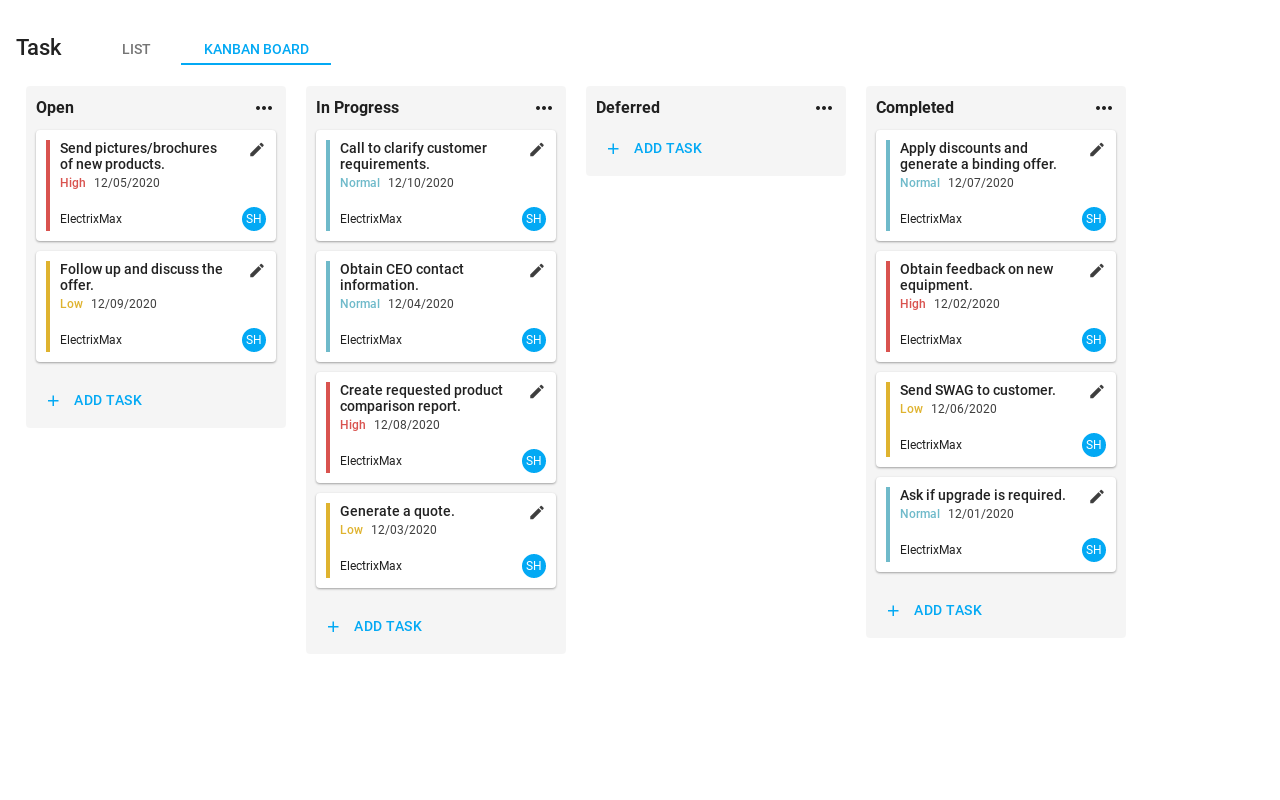 Task
LIST
KANBAN BOARD
Open
Send pictures/brochures
of new products.
High 12/05/2020
ElectrixMax
SH
Follow up and discuss the
offer.
Low 12/09/2020
ElectrixMax
SH
+ ADD TASK
In Progress
Call to clarify customer
requirements.
Normal 12/10/2020
ElectrixMax
SH
Obtain CEO contact
information.
Normal 12/04/2020
ElectrixMax
SH
Create requested product
comparison report.
High 12/08/2020
ElectrixMax
SH
Generate a quote.
Low 12/03/2020
ElectrixMax
SH
+ ADD TASK
Deferred
+ ADD TASK
Completed
Apply discounts and
generate a binding offer.
Normal 12/07/2020
ElectrixMax
SH
Obtain feedback on new
equipment.
High 12/02/2020
ElectrixMax
SH
Send SWAG to customer.
Low 12/06/2020
ElectrixMax
SH
Ask if upgrade is required.
Normal 12/01/2020
ElectrixMax
SH
+ ADD TASK